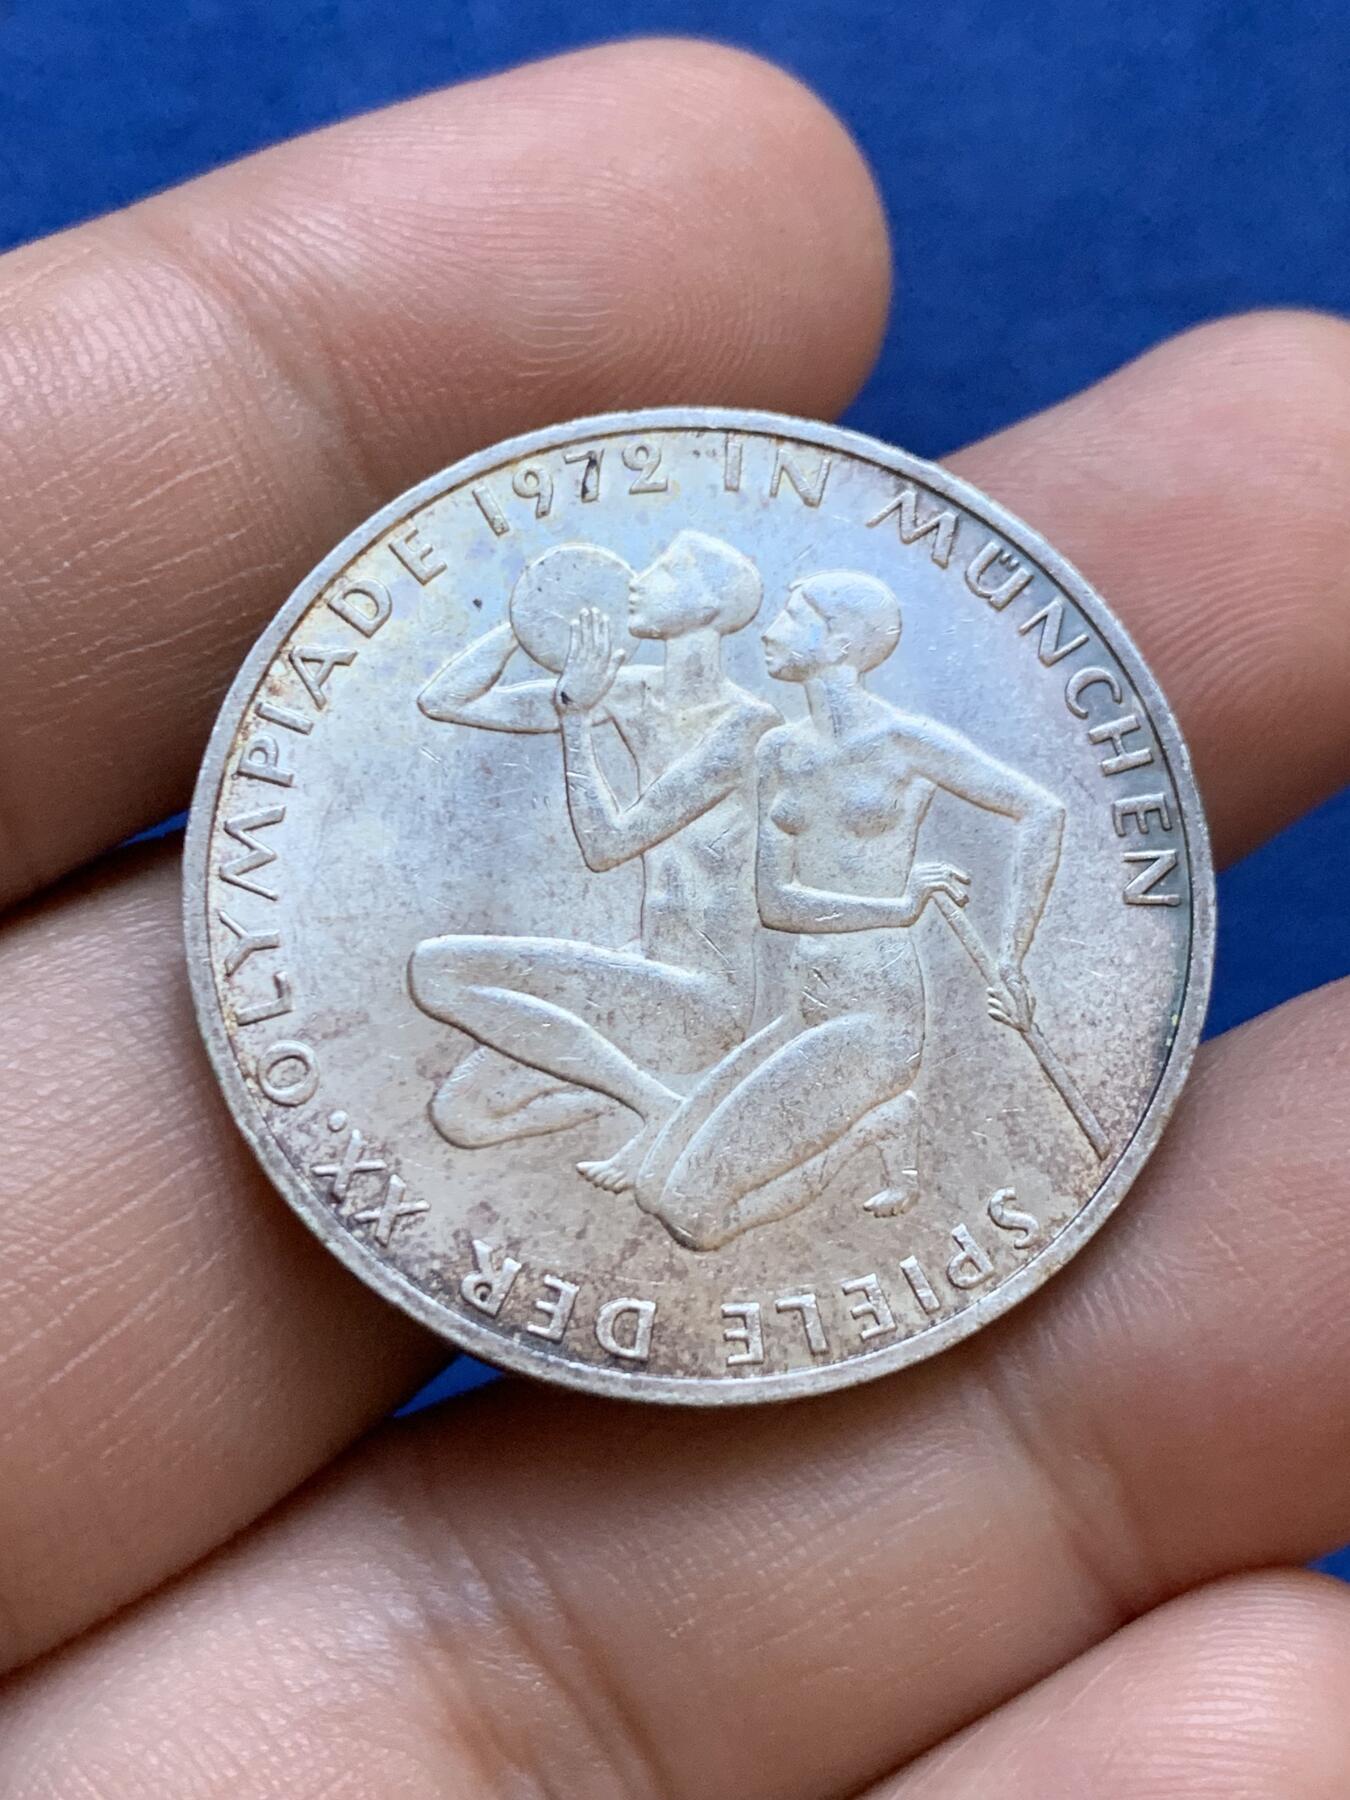 SPIELE DER XX. OLYMPIADE 1972 IN MÜNCHEN